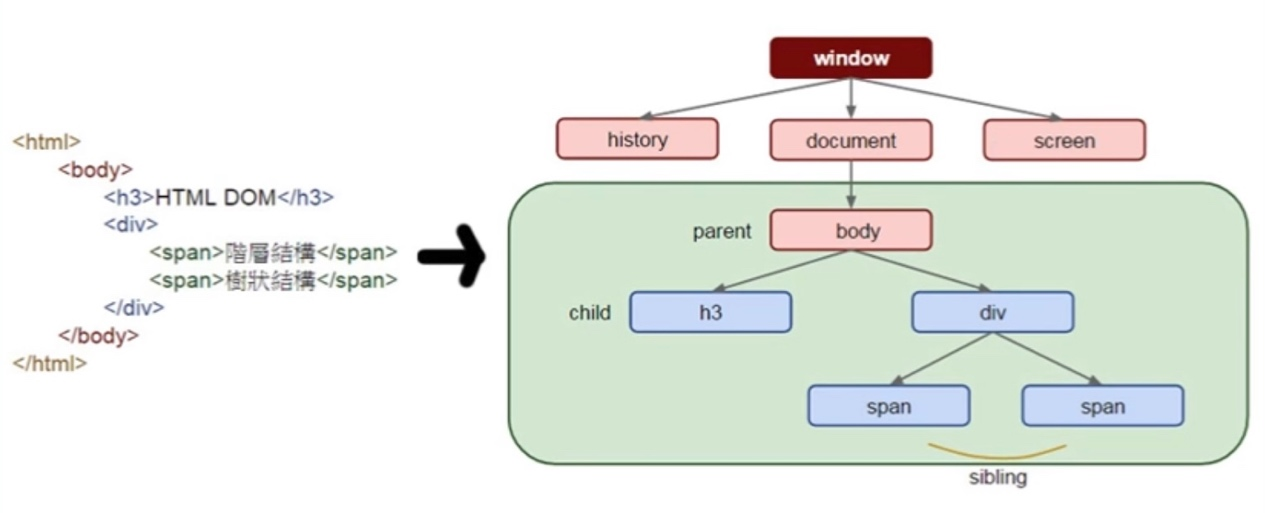 <html>
<body>
<h3>HTML DOM</h3>
<div>
<span>階層結構</span>
<span>樹狀結構</span>
</div>
</body>
</html>
window
history
document
screen
parent
body
child
h3
div
span
span
sibling